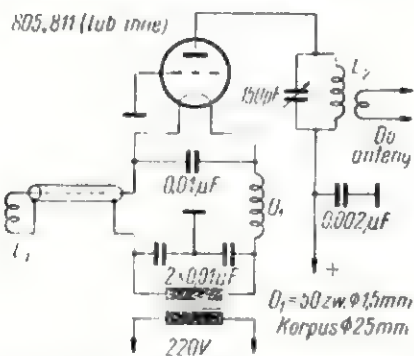 805, 811 (lub inne)
L₂
150pF
Do
anteny
0.01µF
D₁
L₁
0.002µF
2×0.01µF
+
D₁=50 zw. Φ1,5mm
Korpus Φ25mm
220V